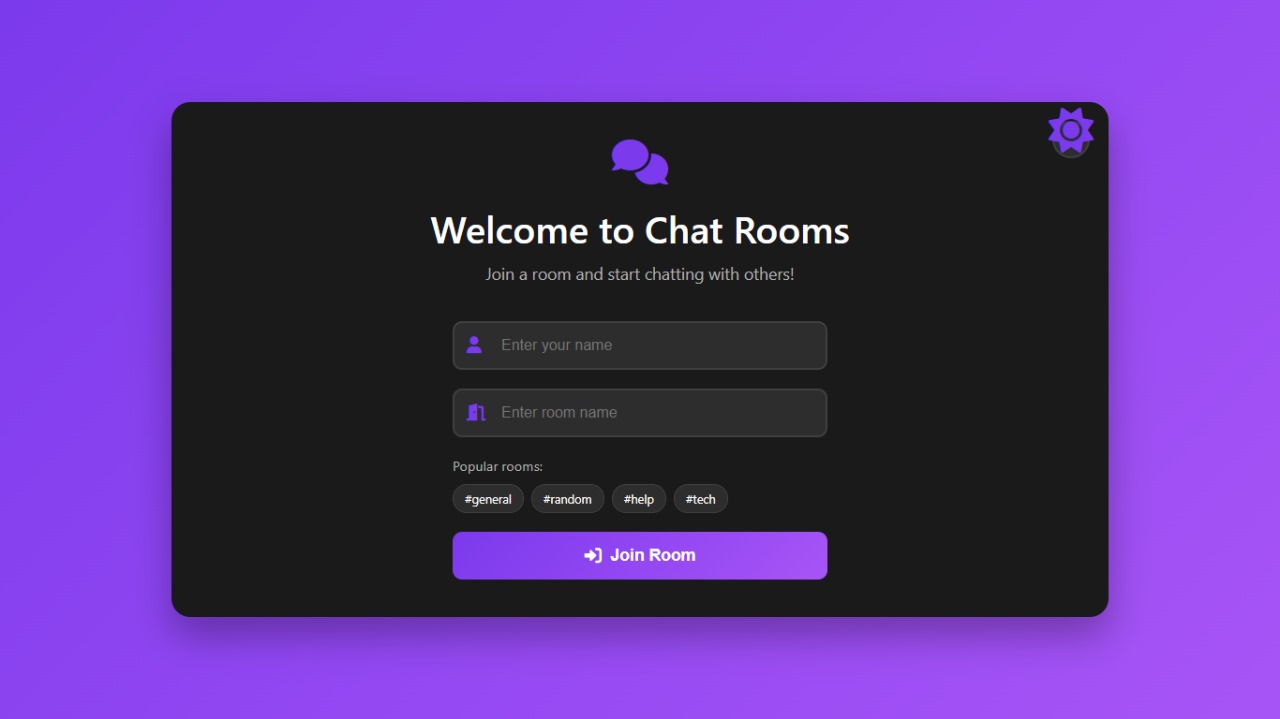 Welcome to Chat Rooms
Join a room and start chatting with others!
Enter your name
Enter room name
Popular rooms:
#general #random #help #tech
Join Room